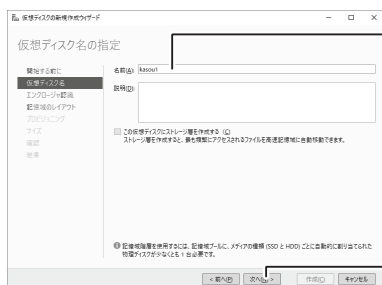 仮想ディスクの新規作成ウィザード
仮想ディスク名の指定
開始する前に
仮想ディスク名
エンクロージャ認識
記憶域のレイアウト
プロビジョニング
サイズ
確認
結果
名前(A): kasou1
説明(D):
この仮想ディスクにストレージ層を作成する (C)
ストレージ層を作成すると、最も頻繁にアクセスされるファイルを高速記憶域に自動移動できます。
記憶域階層を使用するには、記憶域プールに、メディアの種類 (SSD と HDD) ごとに自動的に割り当てられた
物理ディスクが少なくとも 1 台必要です。
< 前へ(P) 次へ(N) > 作成(C) キャンセル